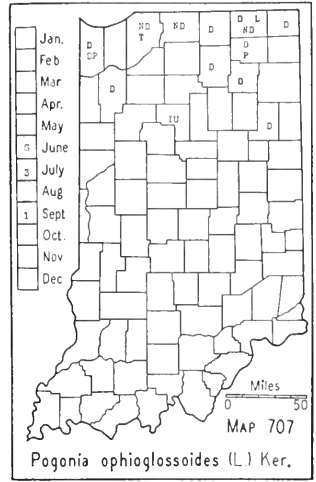 Jan.
Feb
Mar
Apr.
May
6 June
3 July
Aug
1 Sept
Oct.
Nov
Dec
ND ND D D L D
T ND
D
DP D D
P
D D
IU D
Miles
0 50
MAP 707
Pogonia ophioglossoides (L.) Ker.